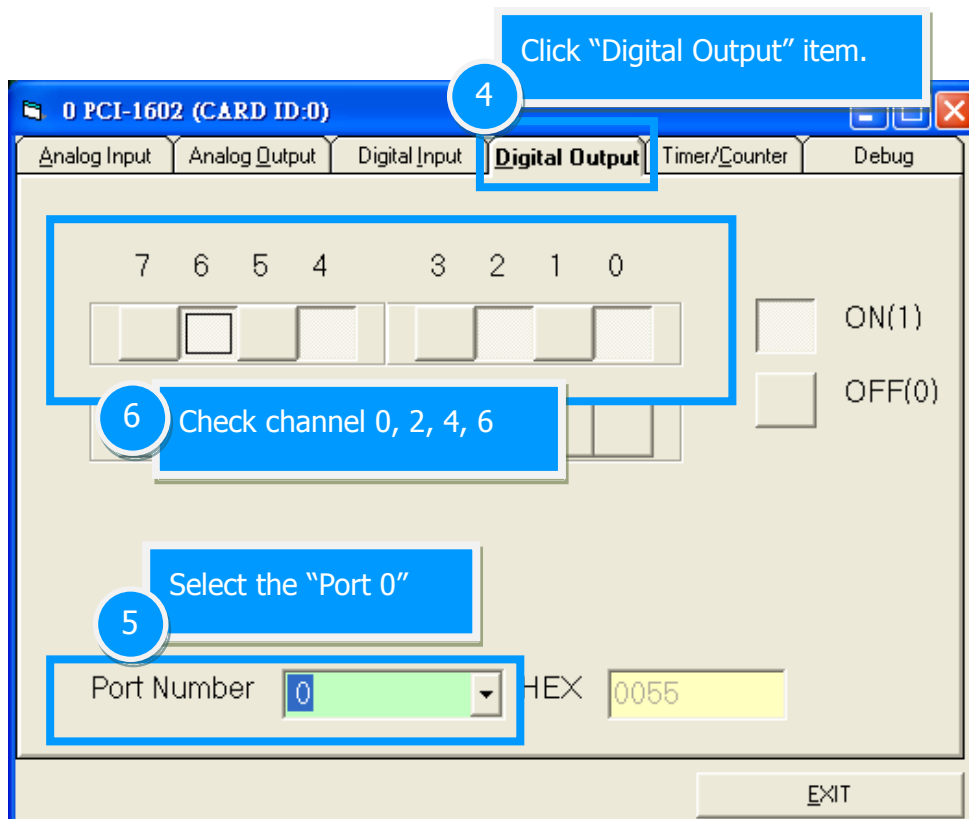 Click “Digital Output” item.
4
0 PCI-1602 (CARD ID:0)
Analog Input Analog Output Digital Input Digital Output Timer/Counter Debug
7 6 5 4 3 2 1 0
ON(1)
OFF(0)
6 Check channel 0, 2, 4, 6
Select the “Port 0”
5
Port Number 0 HEX 0055
EXIT